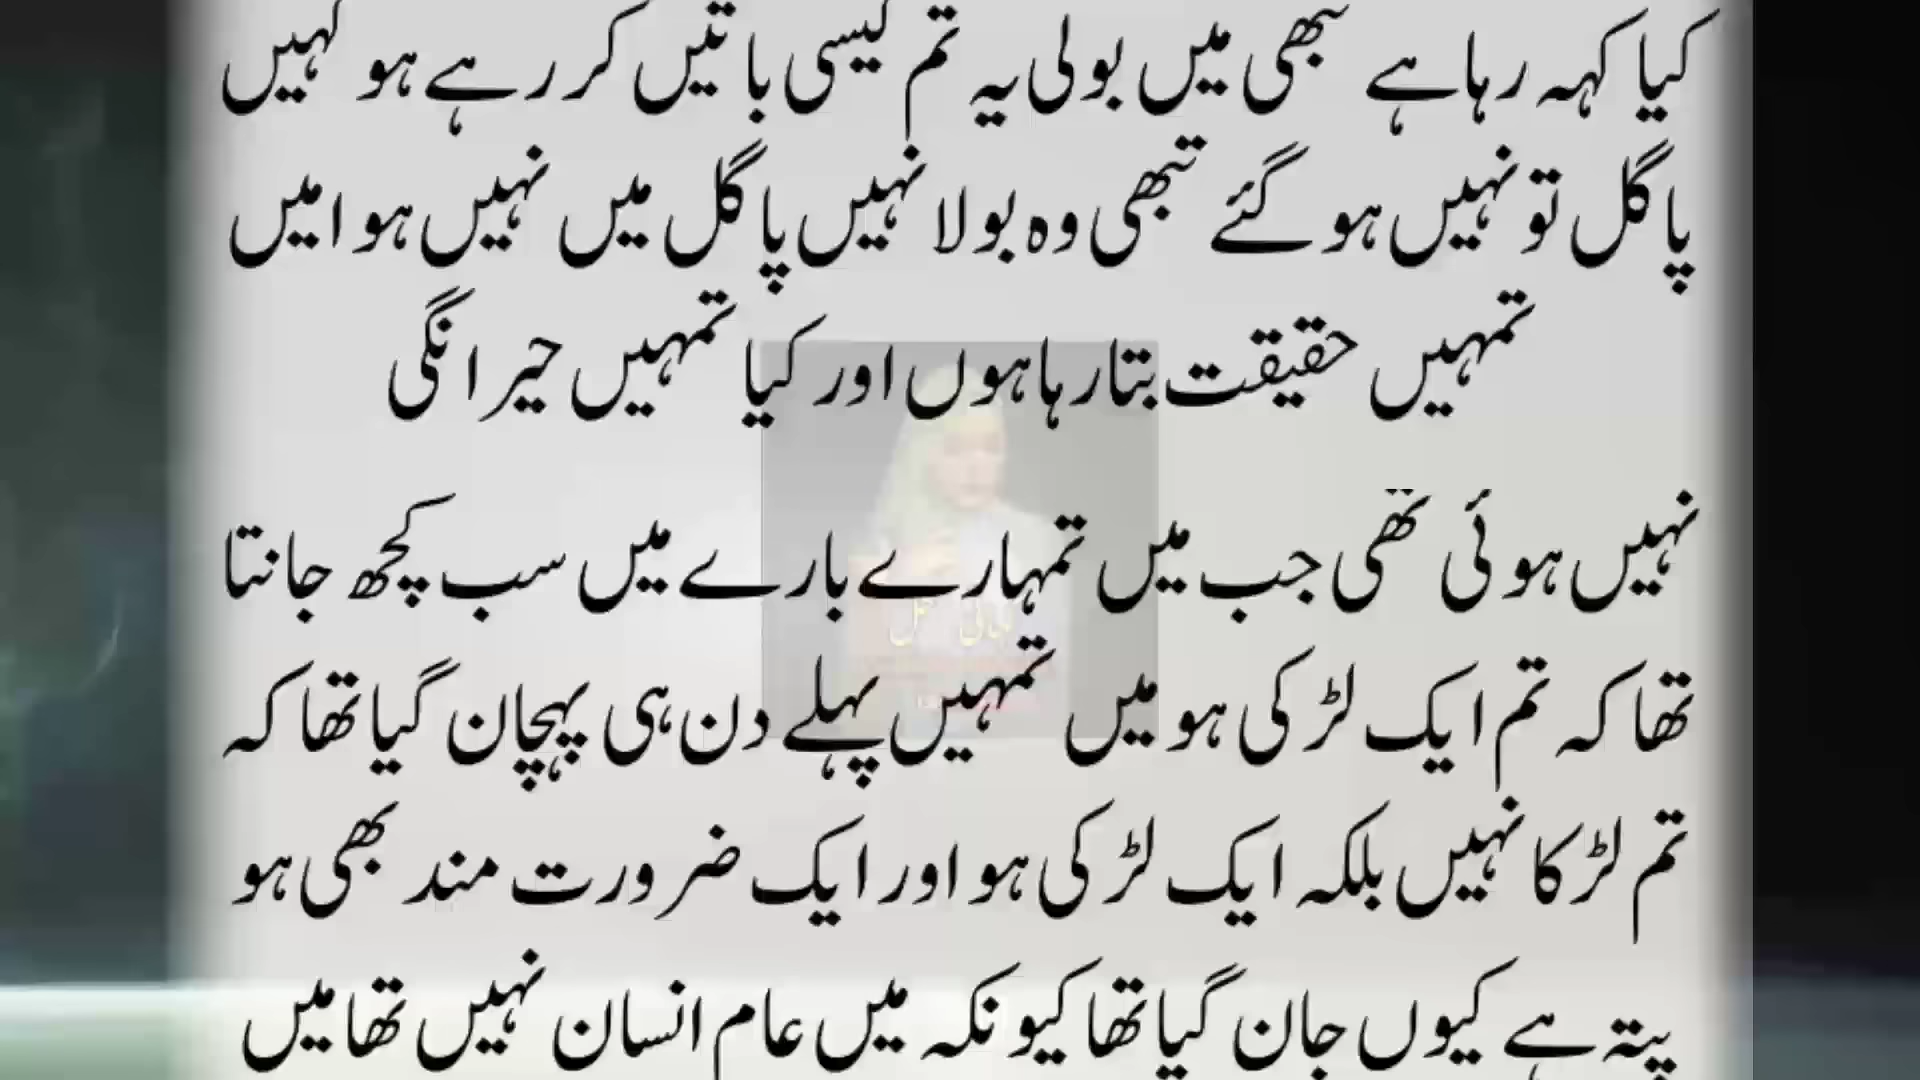 کیا کہہ رہا ہے تبھی میں بولی یہ تم کیسی باتیں کر رہے ہو کہیں
پاگل تو نہیں ہو گئے تبھی وہ بولا نہیں پاگل میں نہیں ہوا میں
تمہیں حقیقت بتا رہا ہوں اور کیا تمہیں حیرانگی
نہیں ہوئی تھی جب میں تمہارے بارے میں سب کچھ جانتا
تھا کہ تم ایک لڑکی ہو میں تمہیں پہلے دن ہی پہچان گیا تھا کہ
تم لڑکا نہیں بلکہ ایک لڑکی ہو اور ایک ضرورت مند بھی ہو
پتہ ہے کیوں جان گیا تھا کیونکہ میں عام انسان نہیں تھا میں